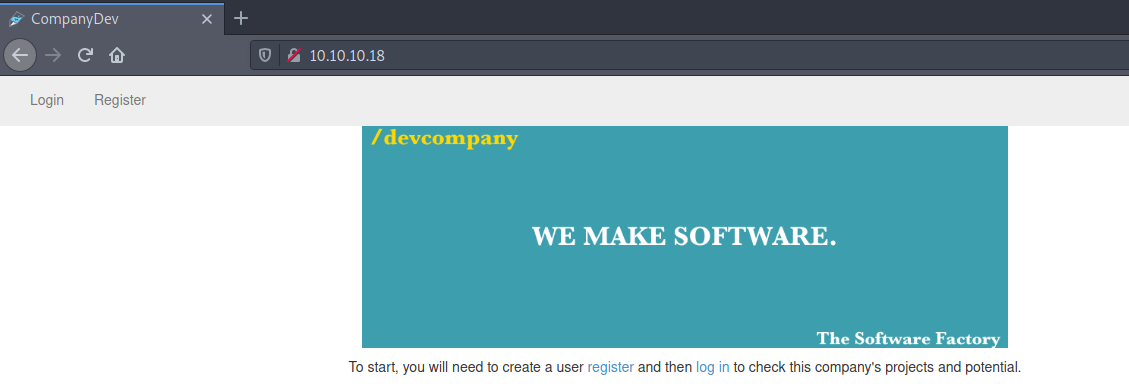 CompanyDev
10.10.10.18
Login Register
/devcompany
WE MAKE SOFTWARE.
The Software Factory
To start, you will need to create a user register and then log in to check this company's projects and potential.